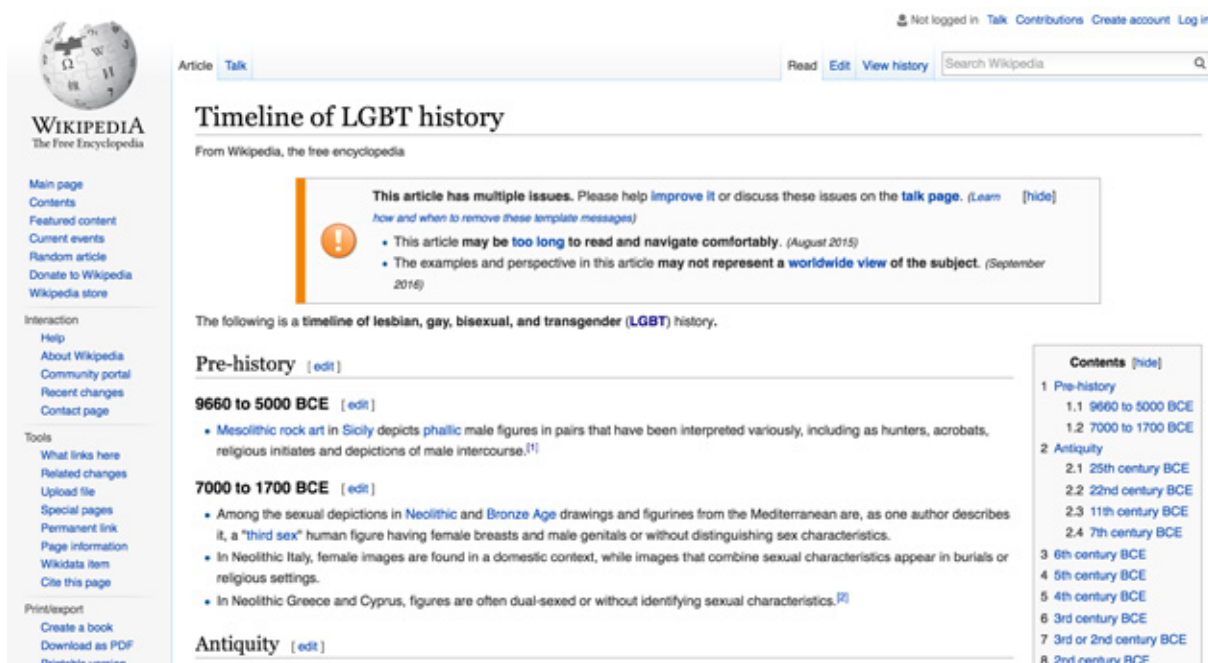 Not logged in Talk Contributions Create account Log in
Article Talk
Read Edit View history Search Wikipedia
WIKIPEDIA
The Free Encyclopedia
Main page
Contents
Featured content
Current events
Random article
Donate to Wikipedia
Wikipedia store
Interaction
Help
About Wikipedia
Community portal
Recent changes
Contact page
Tools
What links here
Related changes
Upload file
Special pages
Permanent link
Page information
Wikidata item
Cite this page
Print/export
Create a book
Download as PDF
Printable version
Timeline of LGBT history
From Wikipedia, the free encyclopedia
This article has multiple issues. Please help improve it or discuss these issues on the talk page. (Learn [hide]
how and when to remove these template messages)
• This article may be too long to read and navigate comfortably. (August 2015)
• The examples and perspective in this article may not represent a worldwide view of the subject. (September
2016)
The following is a timeline of lesbian, gay, bisexual, and transgender (LGBT) history.
Pre-history [edit]
9660 to 5000 BCE [edit]
• Mesolithic rock art in Sicily depicts phallic male figures in pairs that have been interpreted variously, including as hunters, acrobats,
religious initiates and depictions of male intercourse.[1]
7000 to 1700 BCE [edit]
• Among the sexual depictions in Neolithic and Bronze Age drawings and figurines from the Mediterranean are, as one author describes
it, a "third sex" human figure having female breasts and male genitals or without distinguishing sex characteristics.
• In Neolithic Italy, female images are found in a domestic context, while images that combine sexual characteristics appear in burials or
religious settings.
• In Neolithic Greece and Cyprus, figures are often dual-sexed or without identifying sexual characteristics.[2]
Antiquity [edit]
Contents [hide]
1 Pre-history
1.1 9660 to 5000 BCE
1.2 7000 to 1700 BCE
2 Antiquity
2.1 25th century BCE
2.2 22nd century BCE
2.3 11th century BCE
2.4 7th century BCE
3 6th century BCE
4 5th century BCE
5 4th century BCE
6 3rd century BCE
7 3rd or 2nd century BCE
8 2nd century BCE